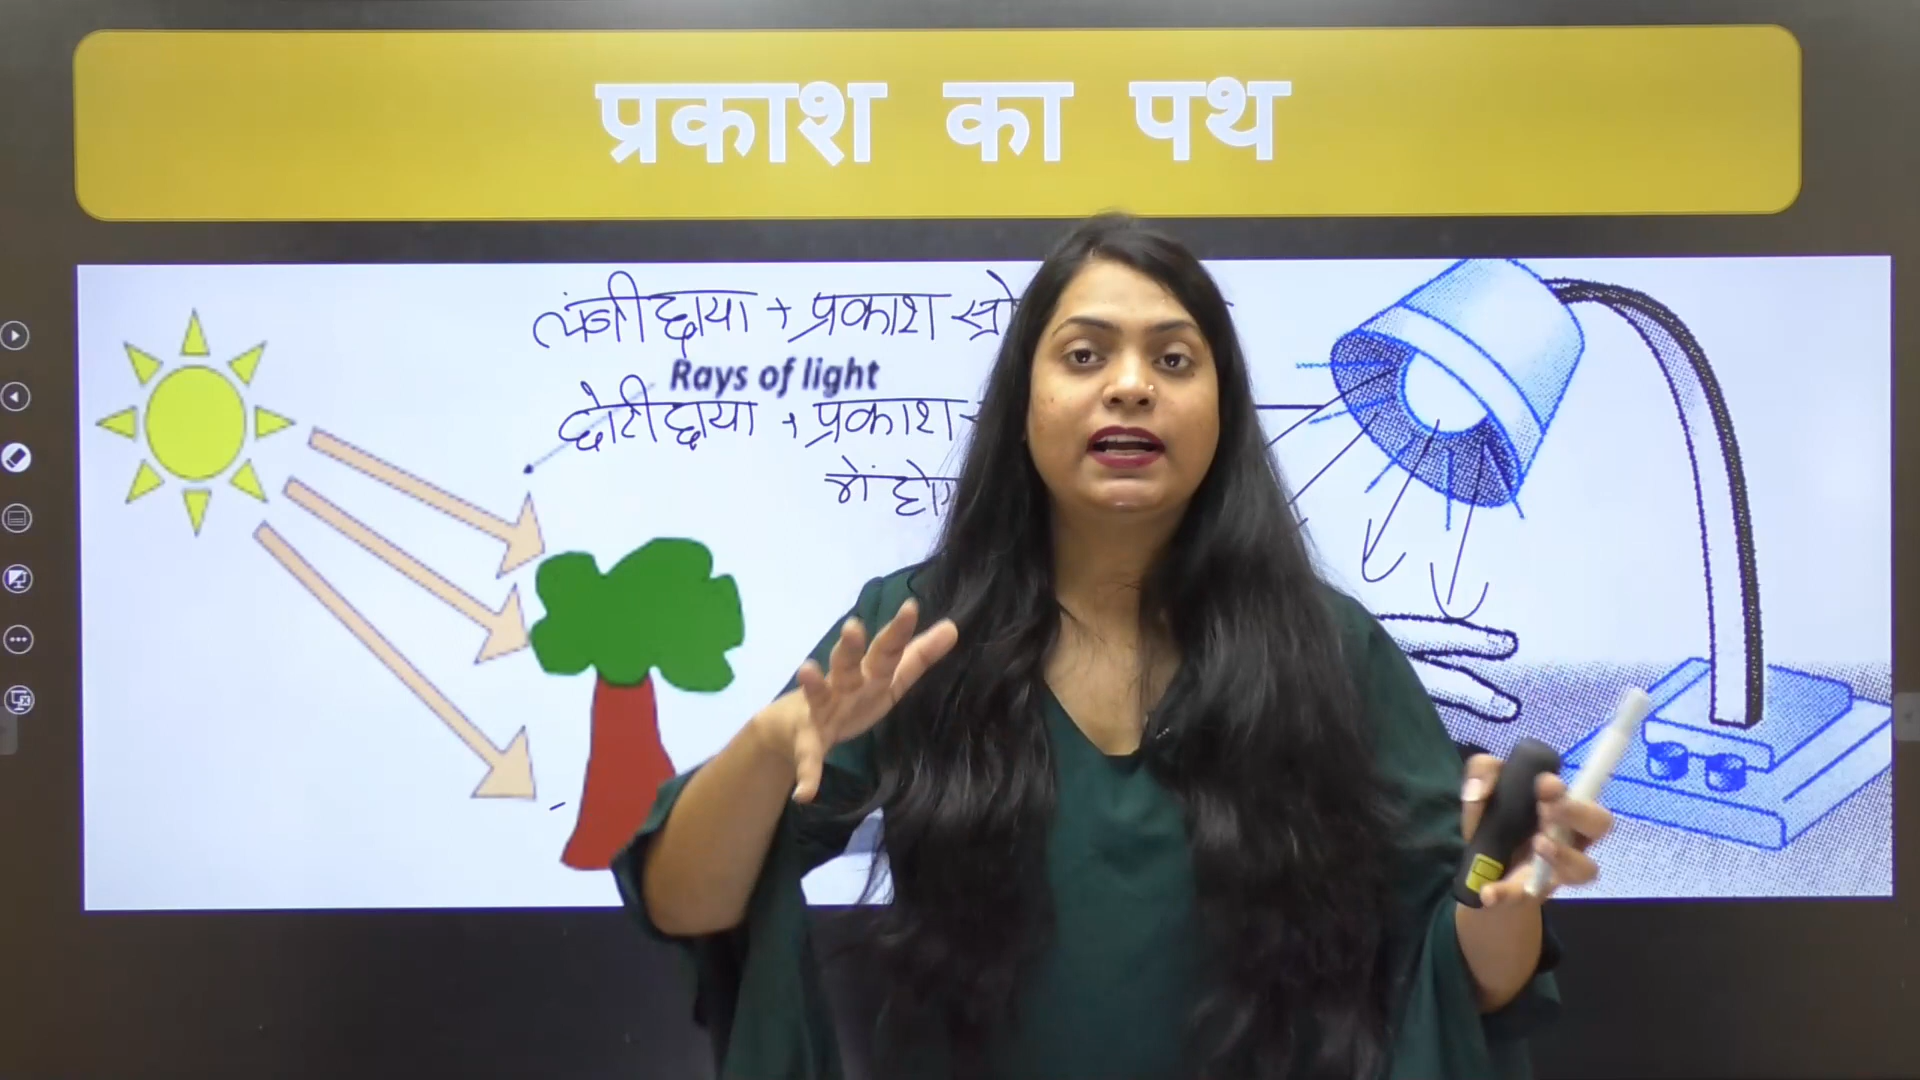 प्रकाश का पथ
लंबी छाया + प्रकाश स्रो
Rays of light
छोटी छाया + प्रकाश
में हो